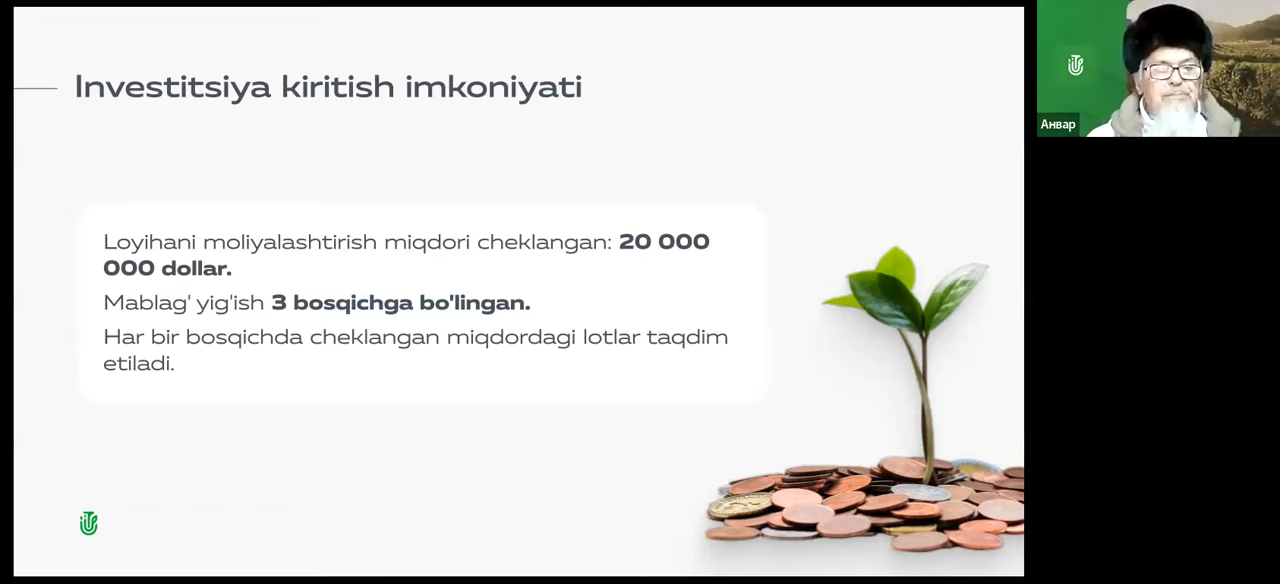 Investitsiya kiritish imkoniyati
Loyihani moliyalashtirish miqdori cheklangan: 20 000
000 dollar.
Mablag' yig'ish 3 bosqichga bo'lingan.
Har bir bosqichda cheklangan miqdordagi lotlar taqdim
etiladi.
Анвар